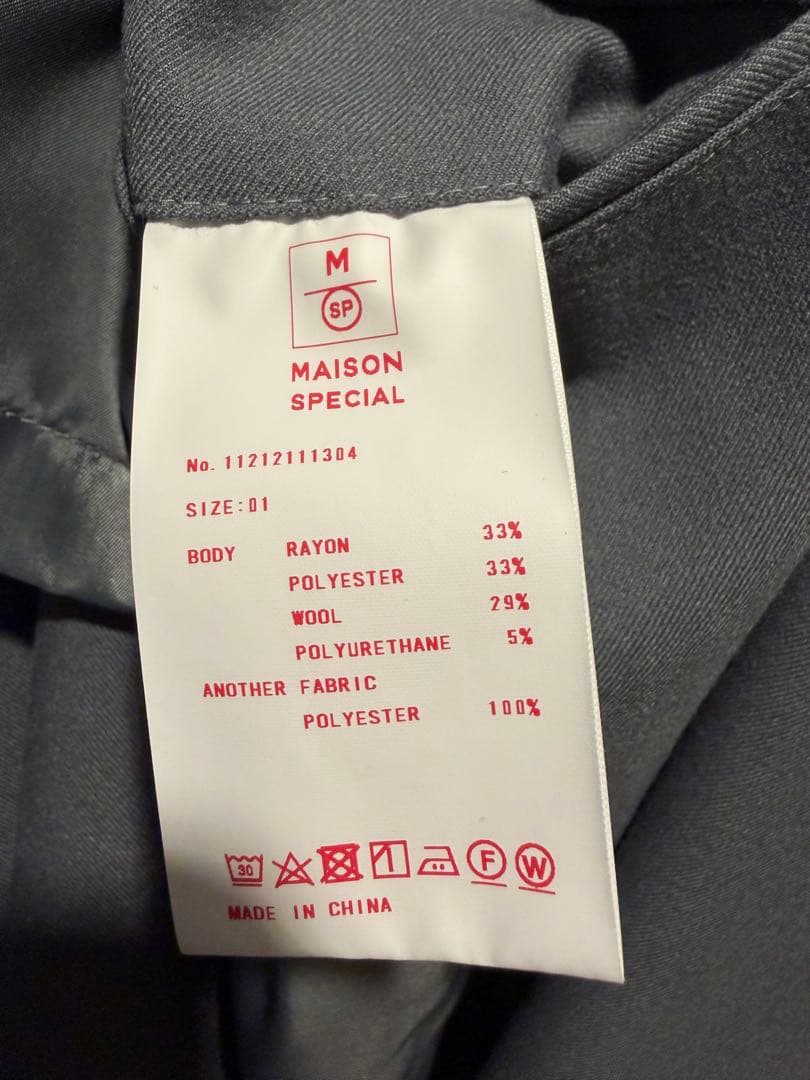 M
SP
MAISON
SPECIAL
No. 11212111304
SIZE:01
BODY RAYON 33%
POLYESTER 33%
WOOL 29%
POLYURETHANE 5%
ANOTHER FABRIC
POLYESTER 100%
30 F W
MADE IN CHINA